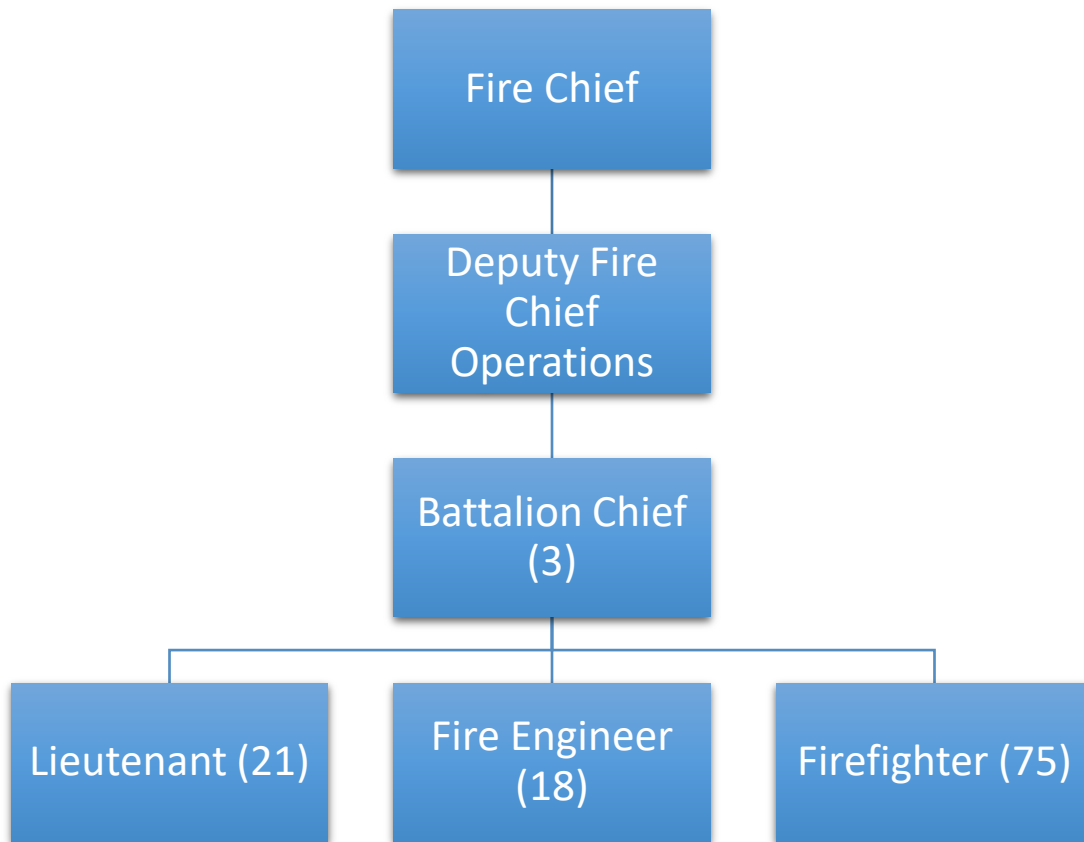 Fire Chief
Deputy Fire
Chief
Operations
Battalion Chief
(3)
Lieutenant (21)
Fire Engineer
(18)
Firefighter (75)